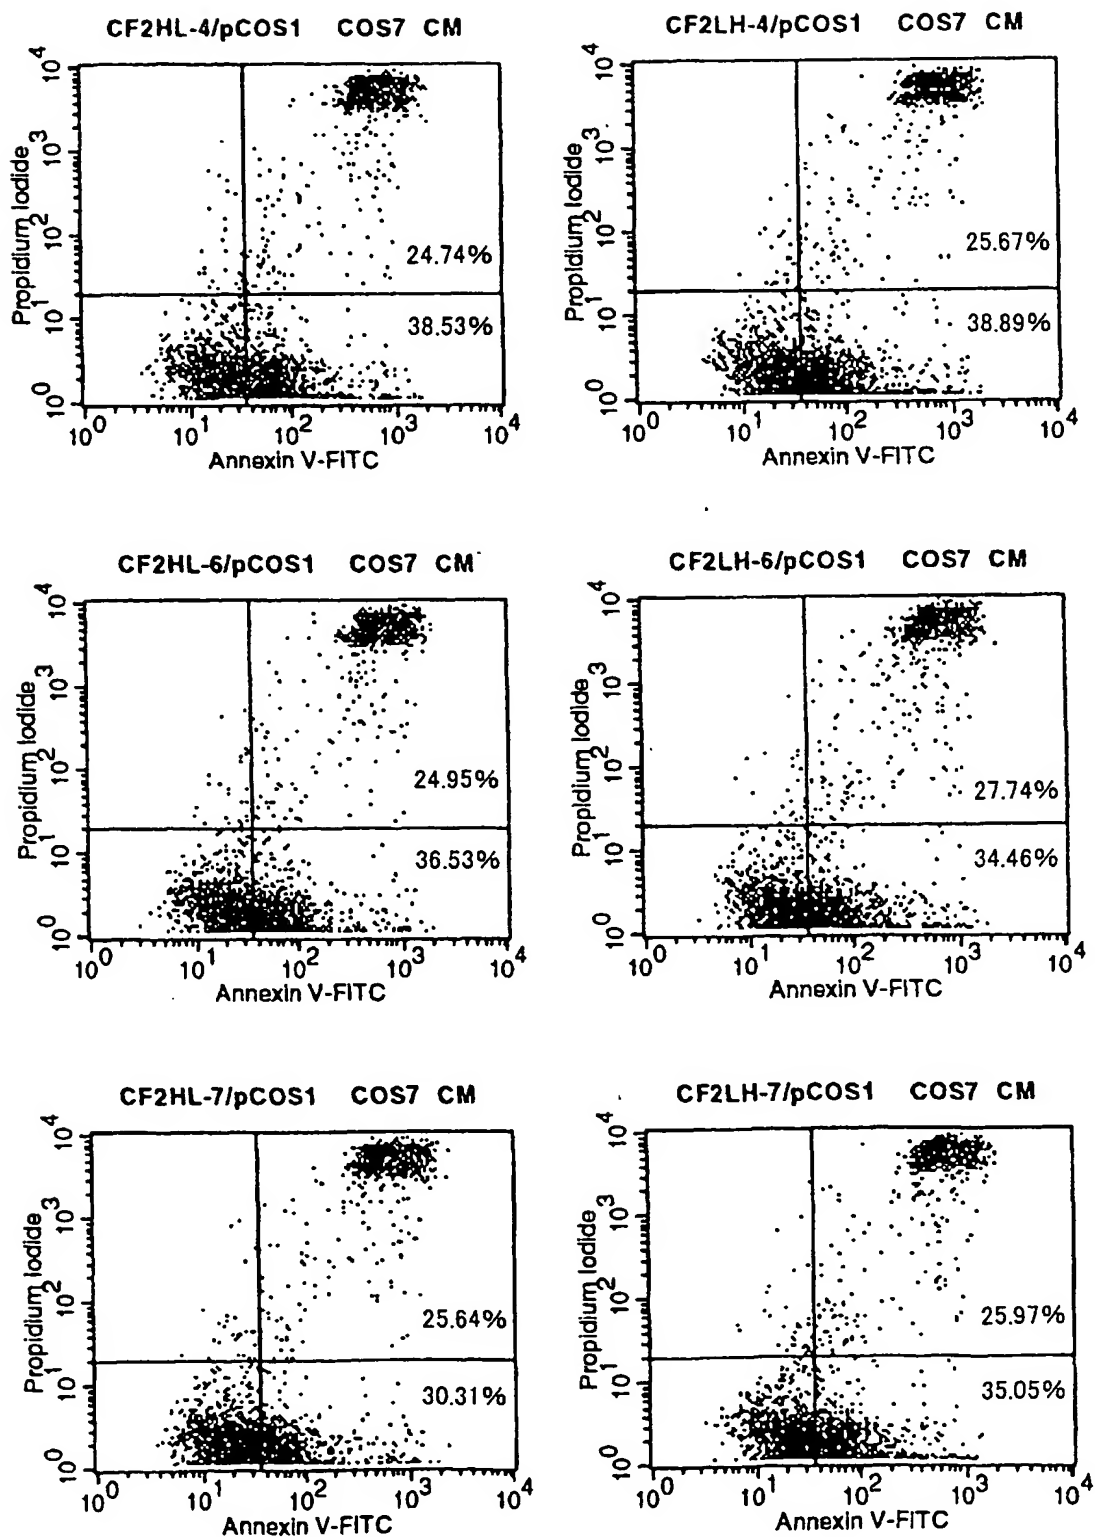 CF2HL-4/pCOS1 COS7 CM
10^4
10^3
10^2
10^1
10^0
Propidium Iodide
24.74%
38.53%
10^0 10^1 10^2 10^3 10^4
Annexin V-FITC
CF2LH-4/pCOS1 COS7 CM
10^4
10^3
10^2
10^1
10^0
Propidium Iodide
25.67%
38.89%
10^0 10^1 10^2 10^3 10^4
Annexin V-FITC
CF2HL-6/pCOS1 COS7 CM
10^4
10^3
10^2
10^1
10^0
Propidium Iodide
24.95%
36.53%
10^0 10^1 10^2 10^3 10^4
Annexin V-FITC
CF2LH-6/pCOS1 COS7 CM
10^4
10^3
10^2
10^1
10^0
Propidium Iodide
27.74%
34.46%
10^0 10^1 10^2 10^3 10^4
Annexin V-FITC
CF2HL-7/pCOS1 COS7 CM
10^4
10^3
10^2
10^1
10^0
Propidium Iodide
25.64%
30.31%
10^0 10^1 10^2 10^3 10^4
Annexin V-FITC
CF2LH-7/pCOS1 COS7 CM
10^4
10^3
10^2
10^1
10^0
Propidium Iodide
25.97%
35.05%
10^0 10^1 10^2 10^3 10^4
Annexin V-FITC